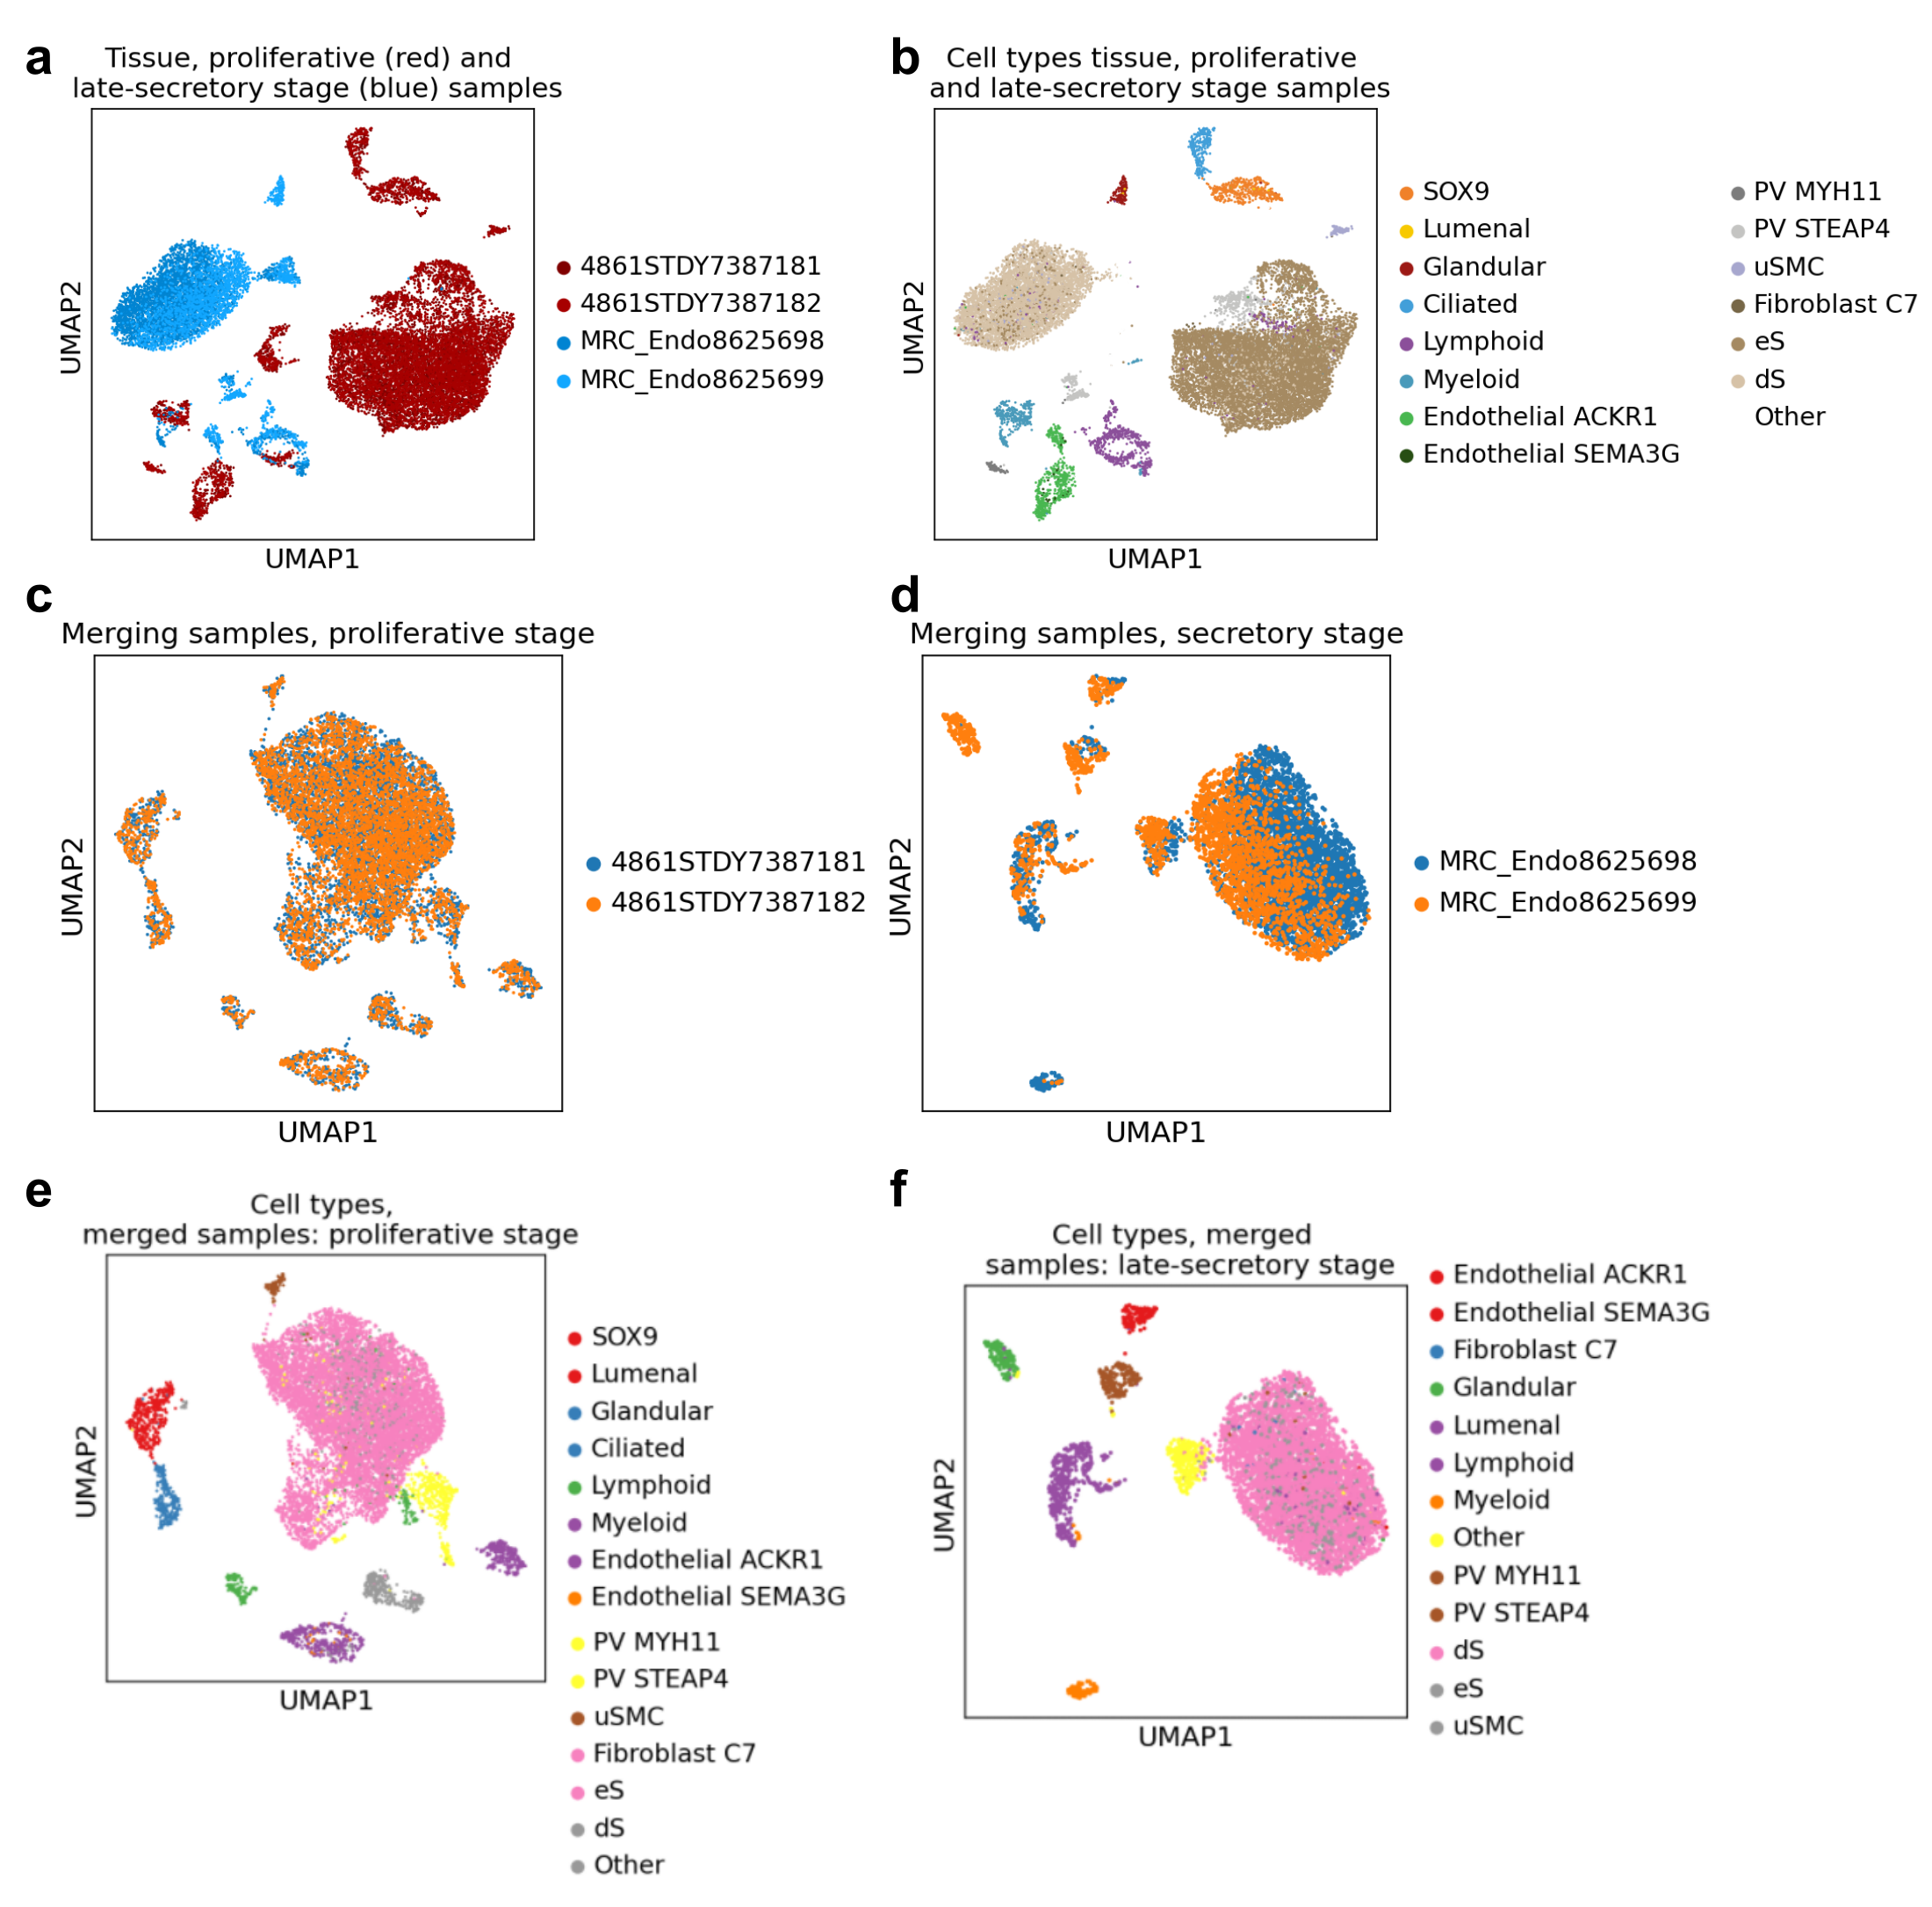 a
Tissue, proliferative (red) and
late-secretory stage (blue) samples
UMAP2
UMAP1
4861STDY7387181
4861STDY7387182
MRC_Endo8625698
MRC_Endo8625699
b
Cell types tissue, proliferative
and late-secretory stage samples
UMAP2
UMAP1
SOX9
Lumenal
Glandular
Ciliated
Lymphoid
Myeloid
Endothelial ACKR1
Endothelial SEMA3G
PV MYH11
PV STEAP4
uSMC
Fibroblast C7
eS
dS
Other
c
Merging samples, proliferative stage
UMAP2
UMAP1
4861STDY7387181
4861STDY7387182
d
Merging samples, secretory stage
UMAP2
UMAP1
MRC_Endo8625698
MRC_Endo8625699
e
Cell types,
merged samples: proliferative stage
UMAP2
UMAP1
SOX9
Lumenal
Glandular
Ciliated
Lymphoid
Myeloid
Endothelial ACKR1
Endothelial SEMA3G
PV MYH11
PV STEAP4
uSMC
Fibroblast C7
eS
dS
Other
f
Cell types, merged
samples: late-secretory stage
UMAP2
UMAP1
Endothelial ACKR1
Endothelial SEMA3G
Fibroblast C7
Glandular
Lumenal
Lymphoid
Myeloid
Other
PV MYH11
PV STEAP4
dS
eS
uSMC